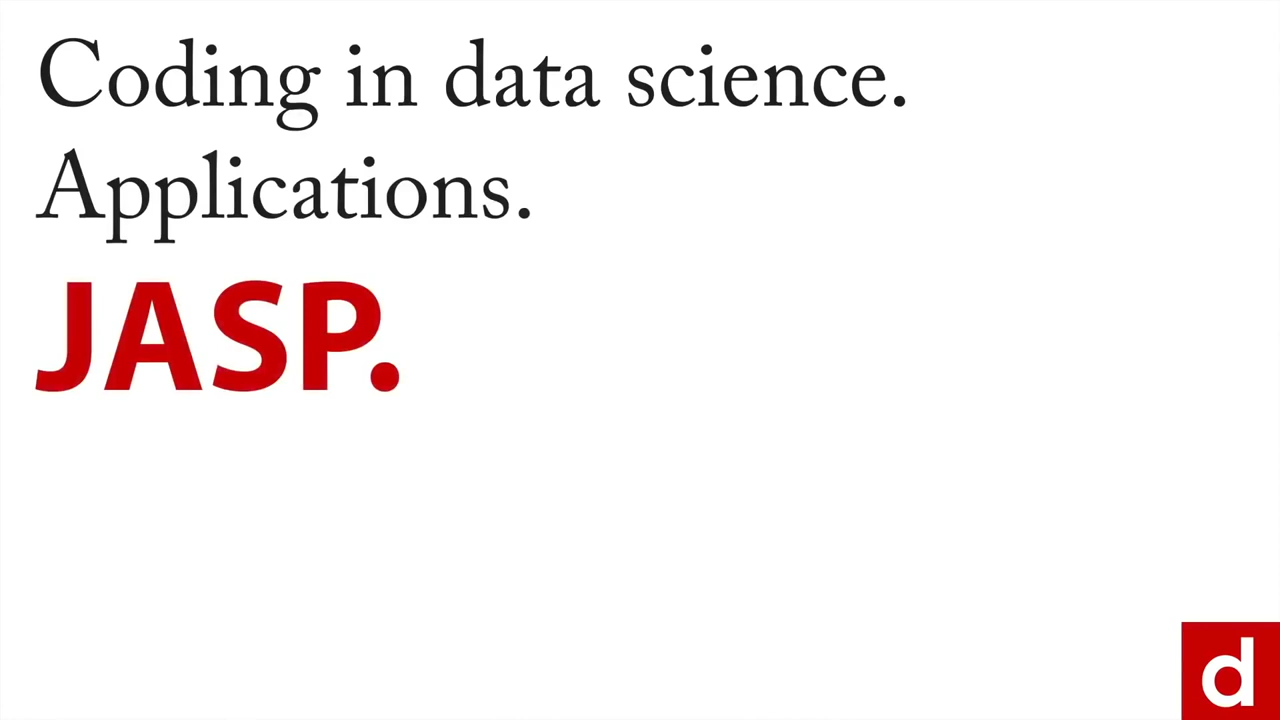 Coding in data science.
Applications.
JASP.
d